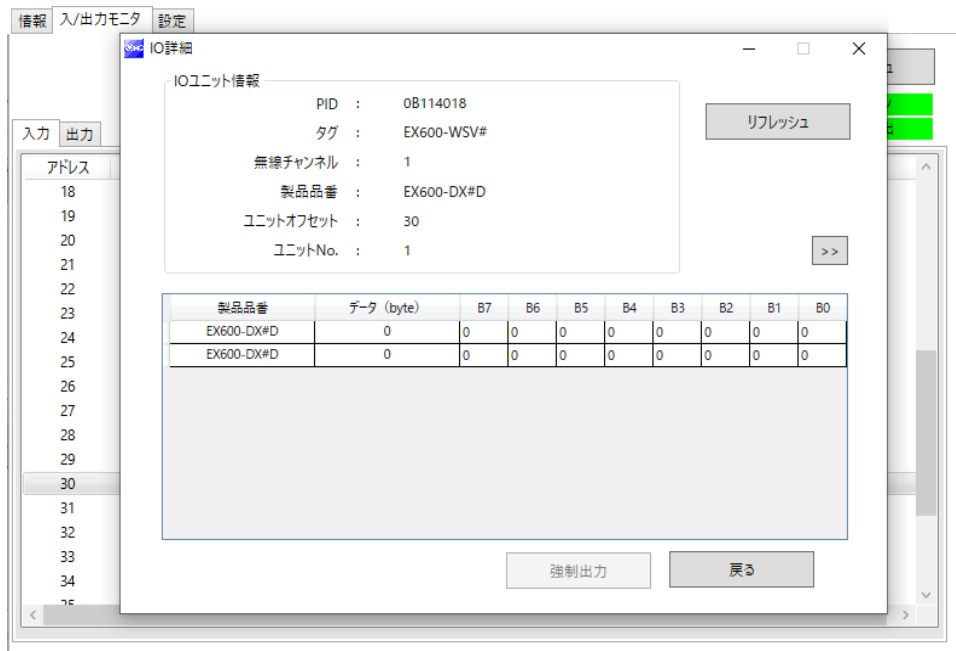 情報 入/出力モニタ 設定
IO詳細
IOユニット情報
PID : 0B114018
タグ : EX600-WSV#
無線チャンネル : 1
製品品番 : EX600-DX#D
ユニットオフセット : 30
ユニットNo. : 1
リフレッシュ
>>
入力 出力
アドレス
18
19
20
21
22
23
24
25
26
27
28
29
30
31
32
33
34
製品品番 データ (byte) B7 B6 B5 B4 B3 B2 B1 B0
EX600-DX#D 0 0 0 0 0 0 0 0 0
EX600-DX#D 0 0 0 0 0 0 0 0 0
強制出力 戻る